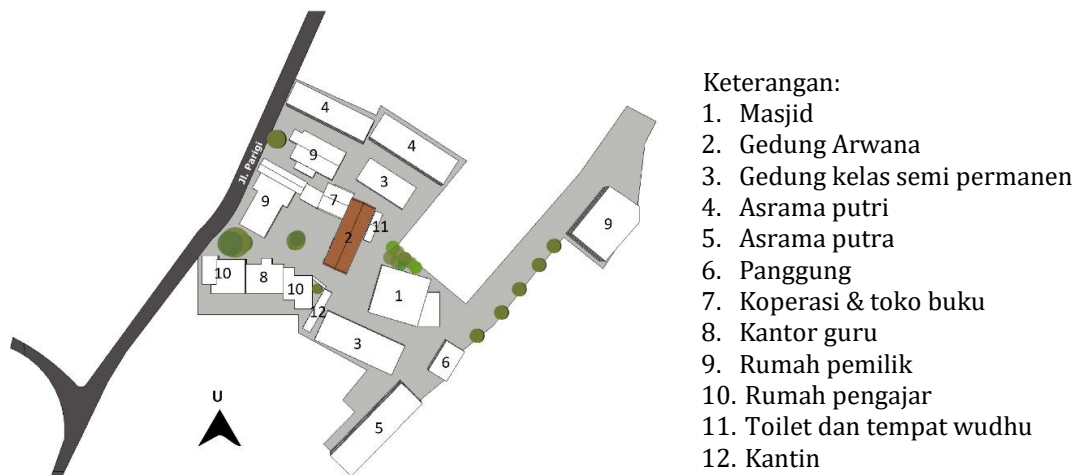 4
4
9
3
Jl. Parigi
7
9
11
2
9
10
8
10
1
12
3
6
5
U
Keterangan:
1. Masjid
2. Gedung Arwana
3. Gedung kelas semi permanen
4. Asrama putri
5. Asrama putra
6. Panggung
7. Koperasi & toko buku
8. Kantor guru
9. Rumah pemilik
10. Rumah pengajar
11. Toilet dan tempat wudhu
12. Kantin